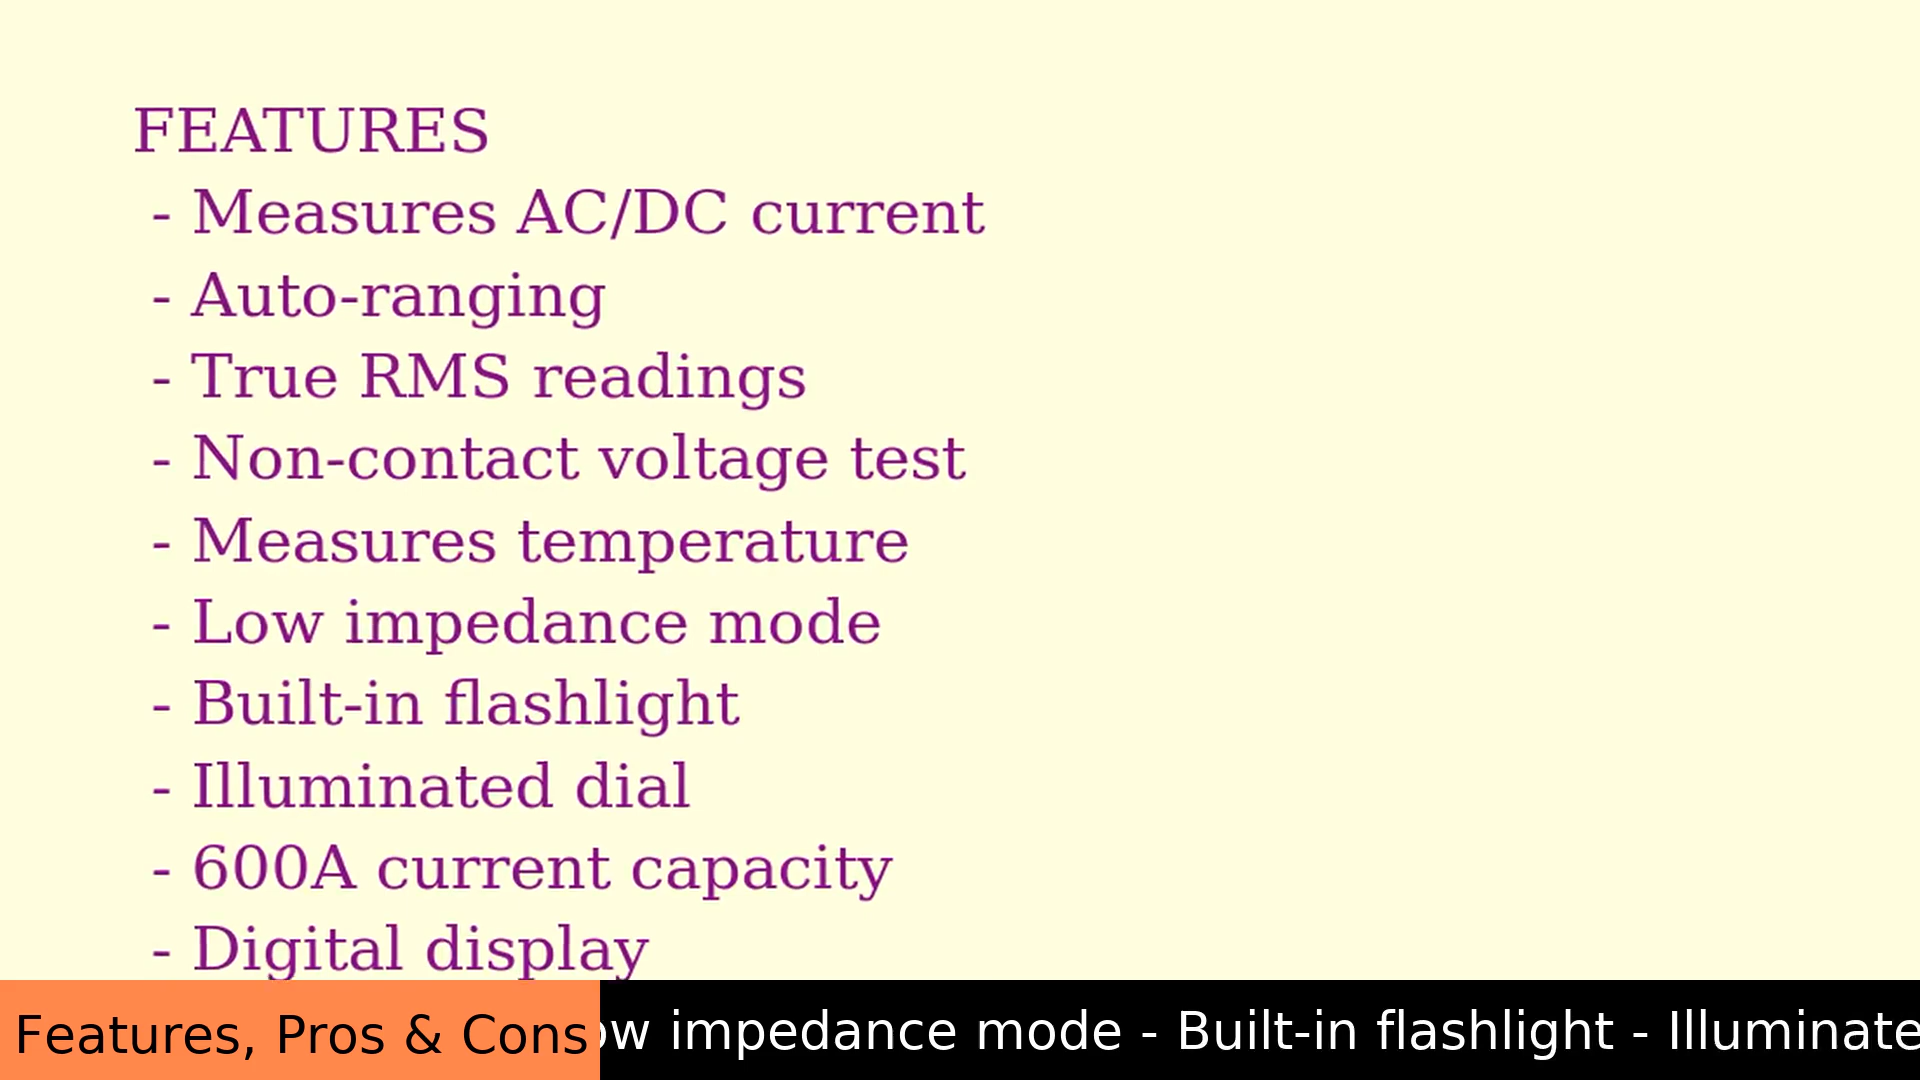 FEATURES
- Measures AC/DC current
- Auto-ranging
- True RMS readings
- Non-contact voltage test
- Measures temperature
- Low impedance mode
- Built-in flashlight
- Illuminated dial
- 600A current capacity
- Digital display
Features, Pros & Cons
ow impedance mode - Built-in flashlight - Illuminate